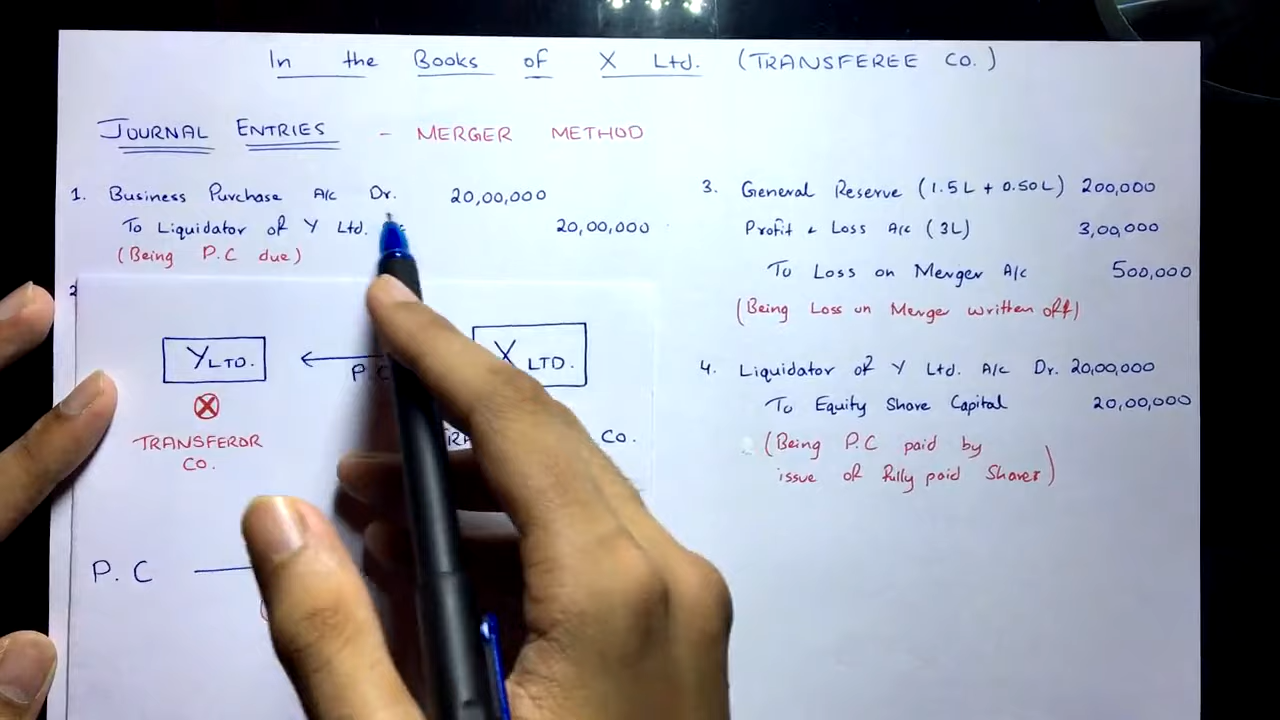 In the Books of X Ltd. (TRANSFEREE CO.)
JOURNAL ENTRIES - MERGER METHOD
1. Business Purchase A/c Dr. 20,00,000
To Liquidator of Y Ltd. 20,00,000
(Being P.C due)
2
Y LTD.
X LTD.
P.C
TRANSFEROR
CO.
CO.
P.C
3. General Reserve (1.5L + 0.50L) 200,000
Profit & Loss A/c (3L) 3,00,000
To Loss on Merger A/c 500,000
(Being Loss on Merger written off)
4. Liquidator of Y Ltd. A/c Dr. 20,00,000
To Equity Share Capital 20,00,000
(Being P.C paid by
issue of fully paid Shares)